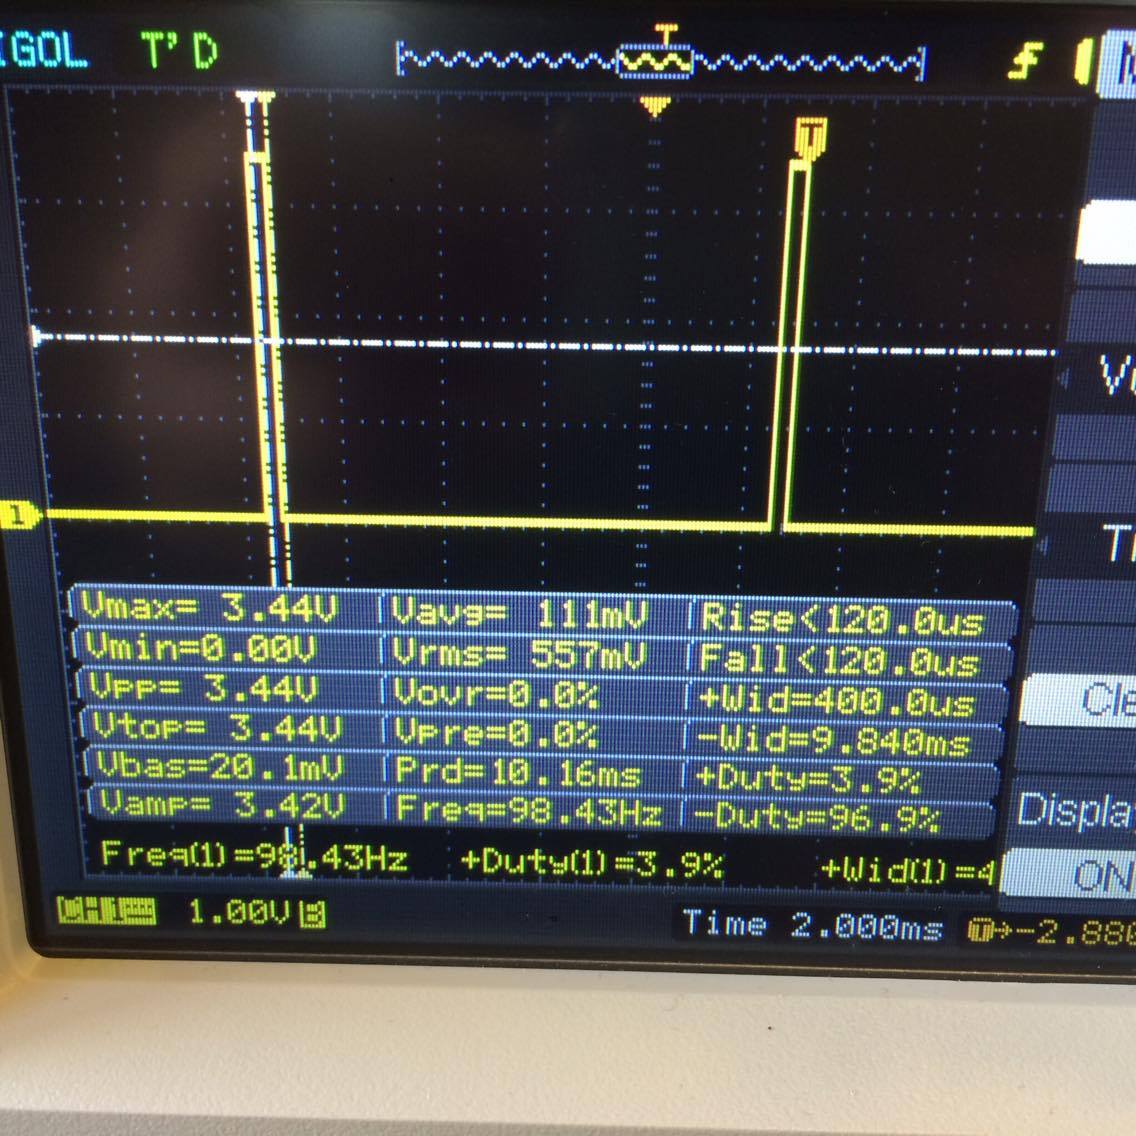 IGOL T'D
T
T
1
Vmax= 3.44V Vavg= 111mV Rise<120.0us
Vmin=0.00V Vrms= 557mV Fall<120.0us
Vpp= 3.44V Vovr=0.0% +Wid=400.0us
Vtop= 3.44V Vpre=0.0% -Wid=9.840ms
Vbas=20.1mV Prd=10.16ms +Duty=3.9%
Vamp= 3.42V Freq=98.43Hz -Duty=96.9%
Freq(1)=98.43Hz +Duty(1)=3.9% +Wid(1)=4
Cle
Displa
ON
CH1 1.00V Time 2.000ms T→-2.880